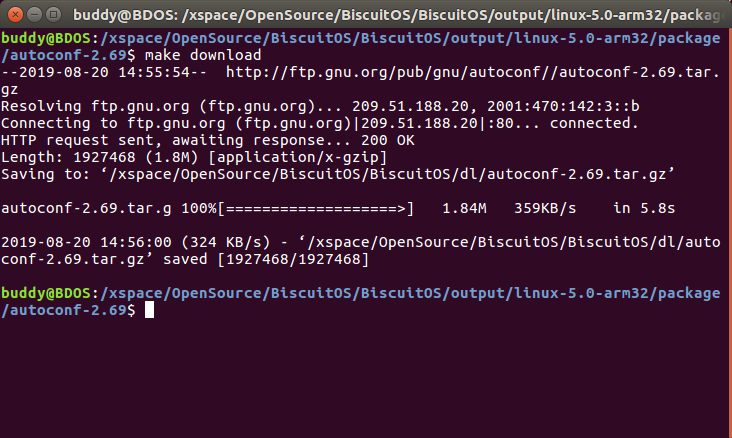 buddy@BDOS: /xspace/OpenSource/BiscuitOS/BiscuitOS/output/linux-5.0-arm32/package
buddy@BDOS:/xspace/OpenSource/BiscuitOS/BiscuitOS/output/linux-5.0-arm32/package
/autoconf-2.69$ make download
--2019-08-20 14:55:54--  http://ftp.gnu.org/pub/gnu/autoconf//autoconf-2.69.tar.
gz
Resolving ftp.gnu.org (ftp.gnu.org)... 209.51.188.20, 2001:470:142:3::b
Connecting to ftp.gnu.org (ftp.gnu.org)|209.51.188.20|:80... connected.
HTTP request sent, awaiting response... 200 OK
Length: 1927468 (1.8M) [application/x-gzip]
Saving to: ‘/xspace/OpenSource/BiscuitOS/BiscuitOS/dl/autoconf-2.69.tar.gz’
autoconf-2.69.tar.g 100%[===================>]   1.84M   359KB/s    in 5.8s
2019-08-20 14:56:00 (324 KB/s) - ‘/xspace/OpenSource/BiscuitOS/BiscuitOS/dl/auto
conf-2.69.tar.gz’ saved [1927468/1927468]
buddy@BDOS:/xspace/OpenSource/BiscuitOS/BiscuitOS/output/linux-5.0-arm32/package
/autoconf-2.69$